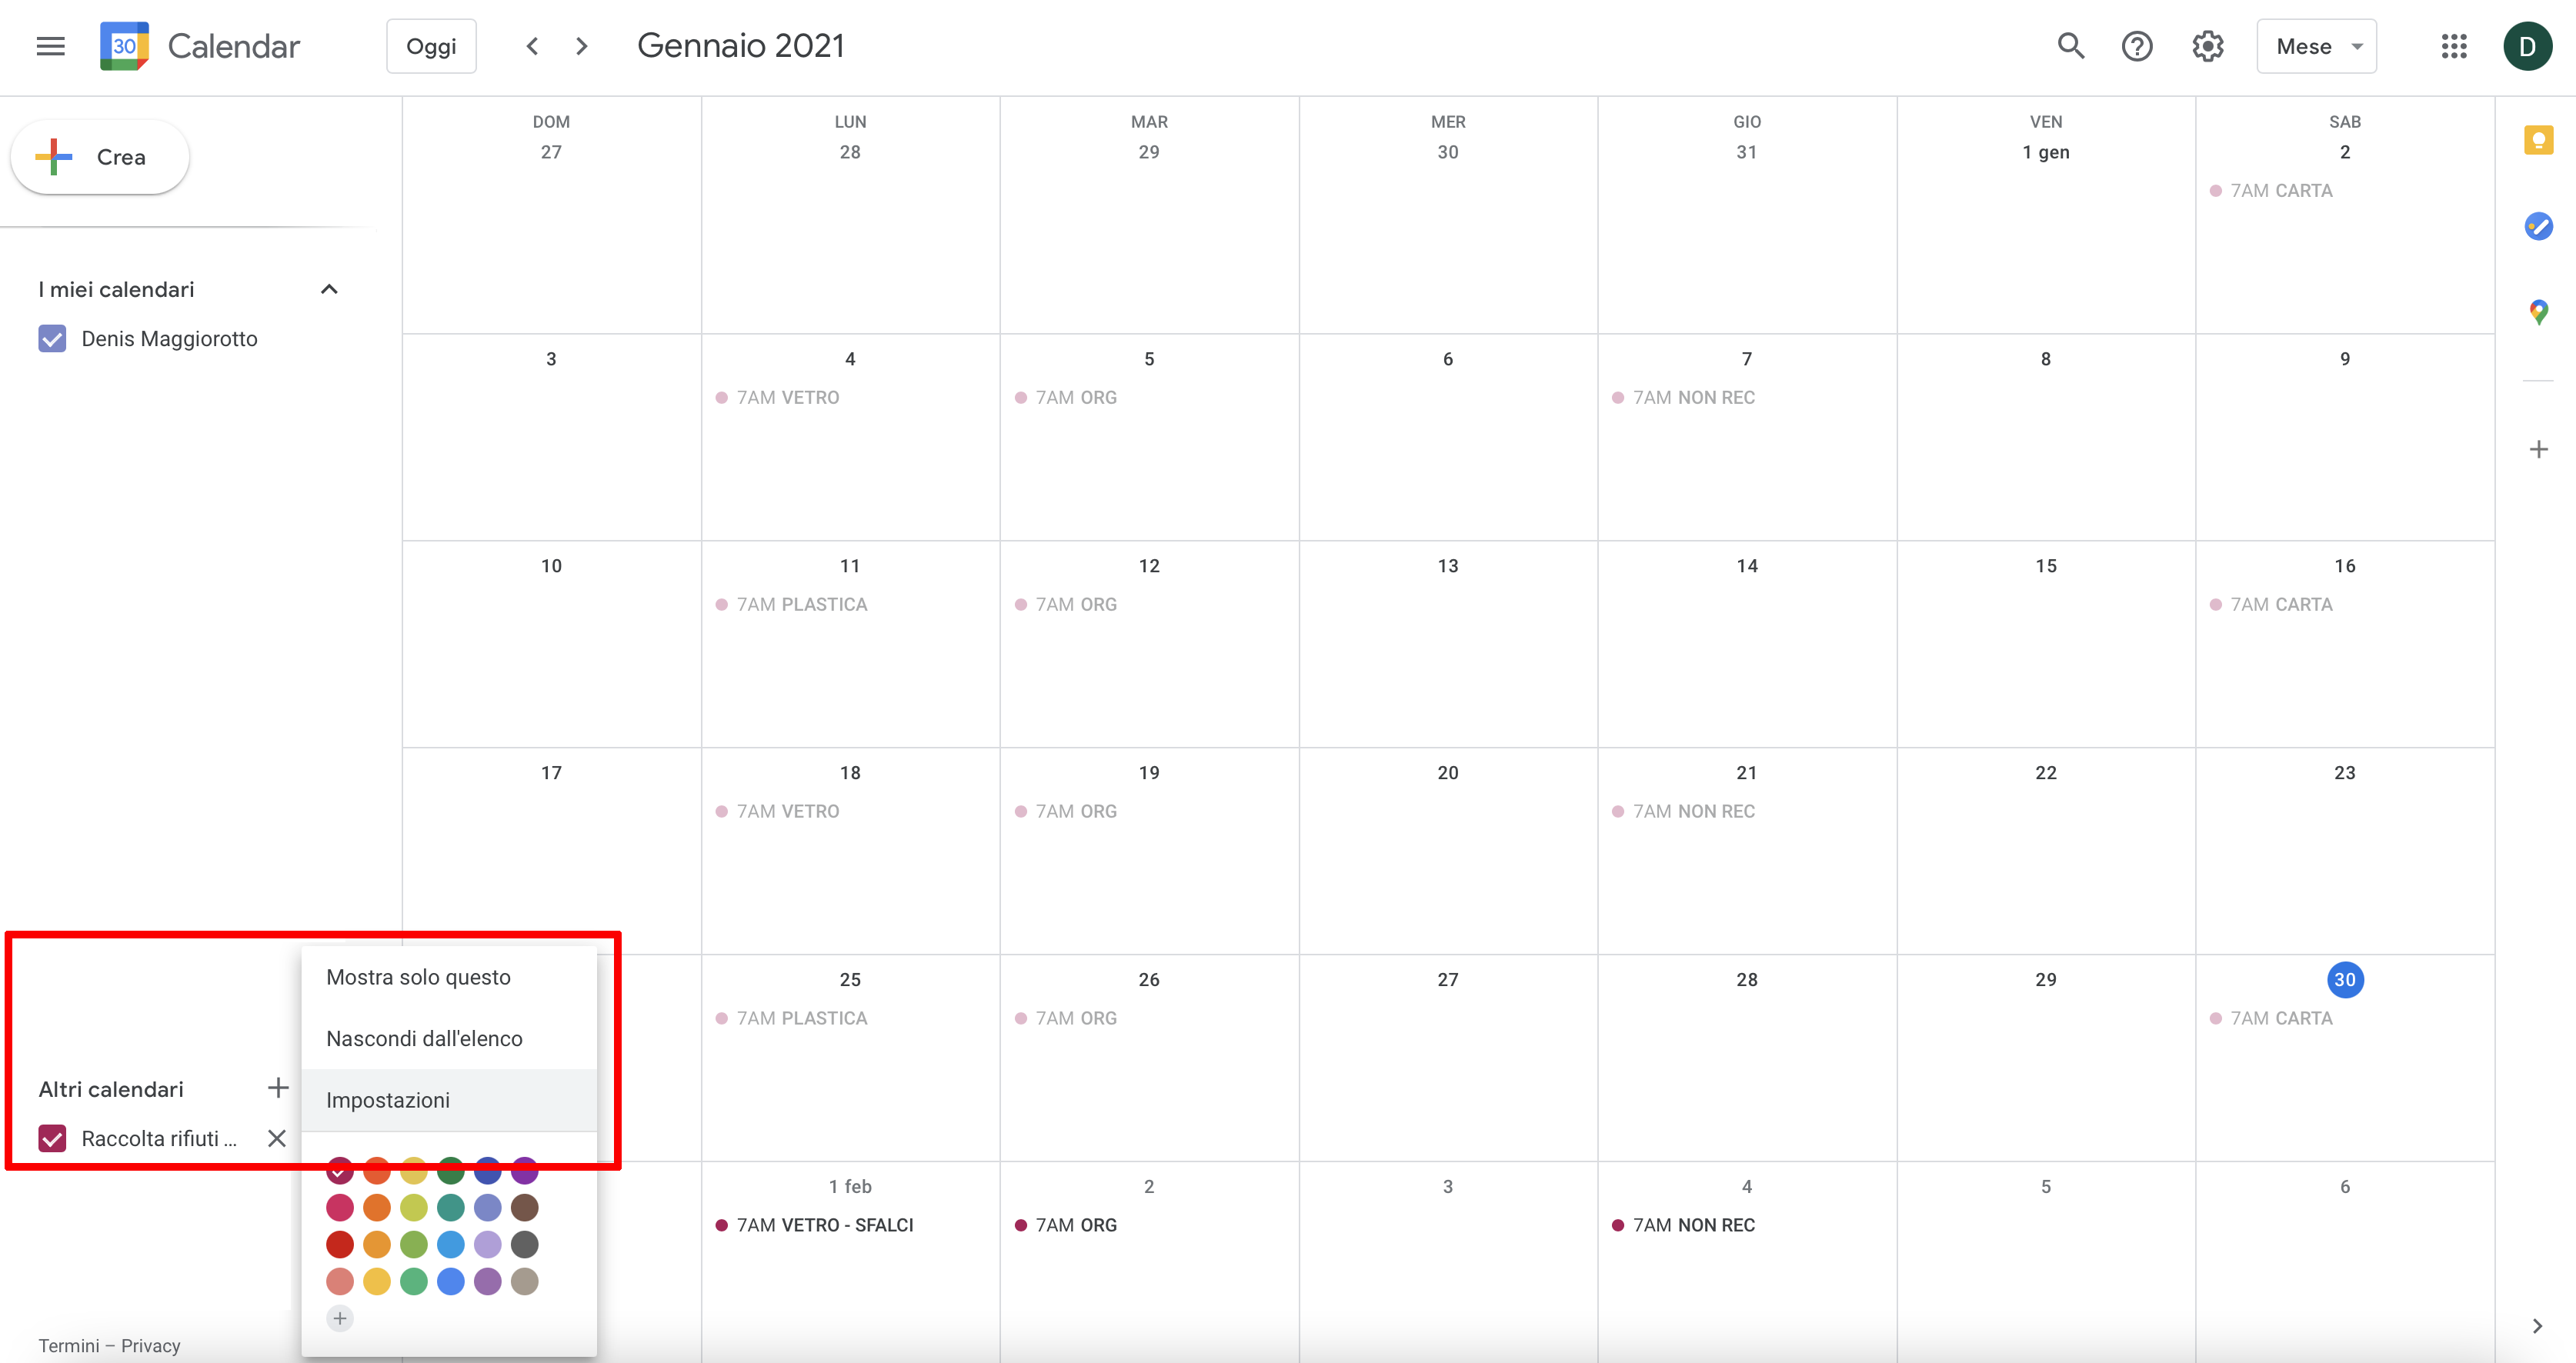 30 Calendar Oggi Gennaio 2021 Mese D
Crea
I miei calendari
Denis Maggiorotto
DOM LUN MAR MER GIO VEN SAB
27 28 29 30 31 1 gen 2
7AM CARTA
3 4 5 6 7 8 9
7AM VETRO 7AM ORG 7AM NON REC
10 11 12 13 14 15 16
7AM PLASTICA 7AM ORG 7AM CARTA
17 18 19 20 21 22 23
7AM VETRO 7AM ORG 7AM NON REC
25 26 27 28 29 30
7AM PLASTICA 7AM ORG 7AM CARTA
1 feb 2 3 4 5 6
7AM VETRO - SFALCI 7AM ORG 7AM NON REC
Mostra solo questo
Nascondi dall'elenco
Impostazioni
Altri calendari
Raccolta rifiuti ...
Termini – Privacy